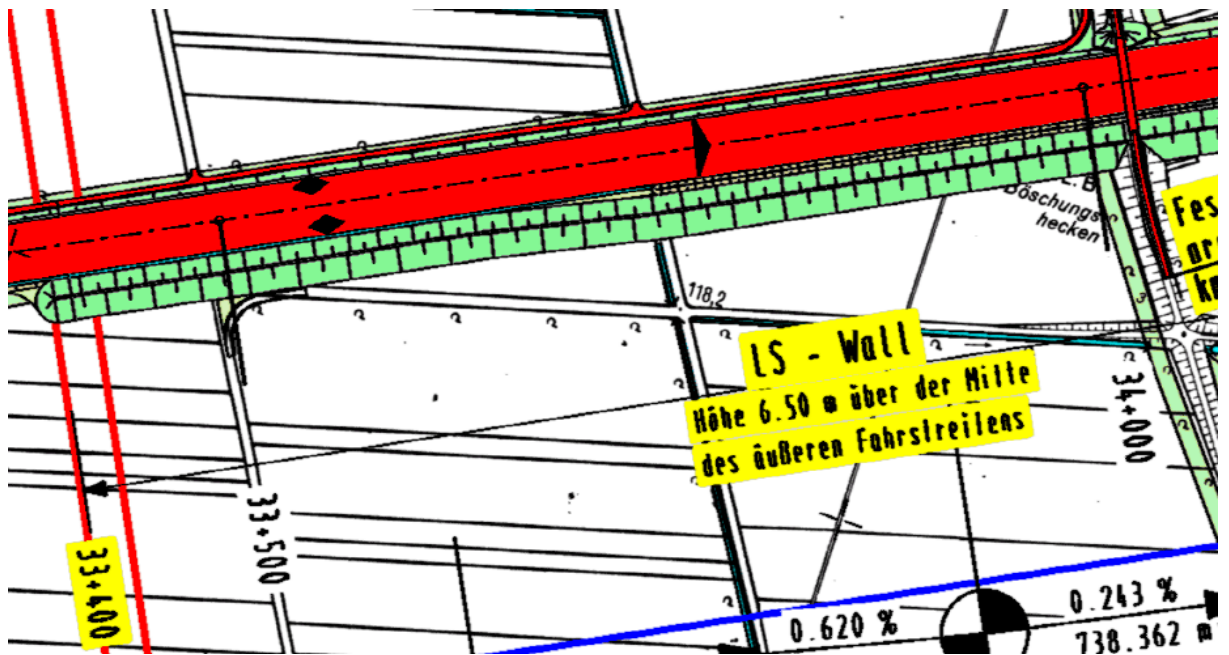 118,2
Böschungs
hecken
LS - Wall
Höhe 6.50 m über der Mitte
des äußeren Fahrstreifens
34+000
33+500
33+400
0.620 %
0.243 %
738.362 m